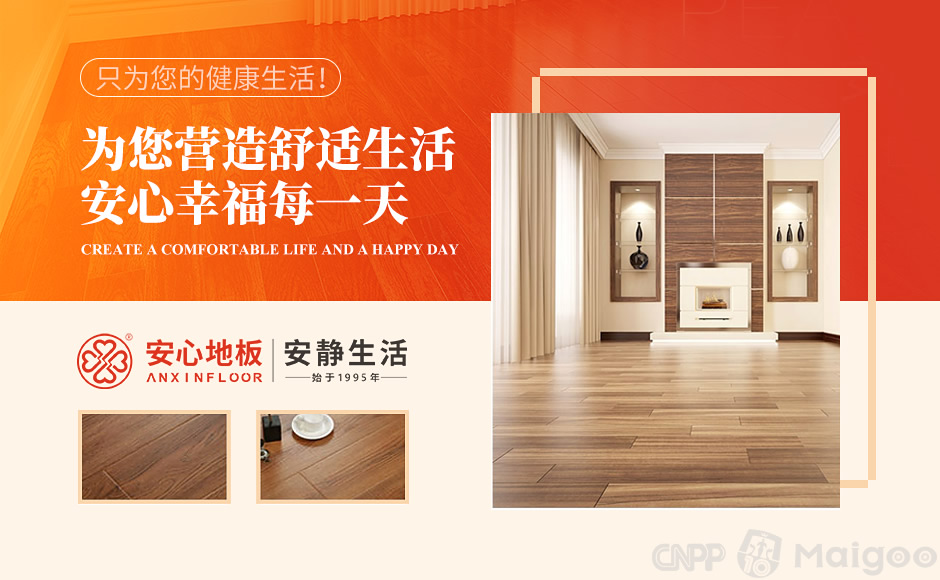 只为您的健康生活!
为您营造舒适生活
安心幸福每一天
CREATE A COMFORTABLE LIFE AND A HAPPY DAY
安心地板 安静生活
ANXINFLOOR 始于1995年
CNPP Maigoo